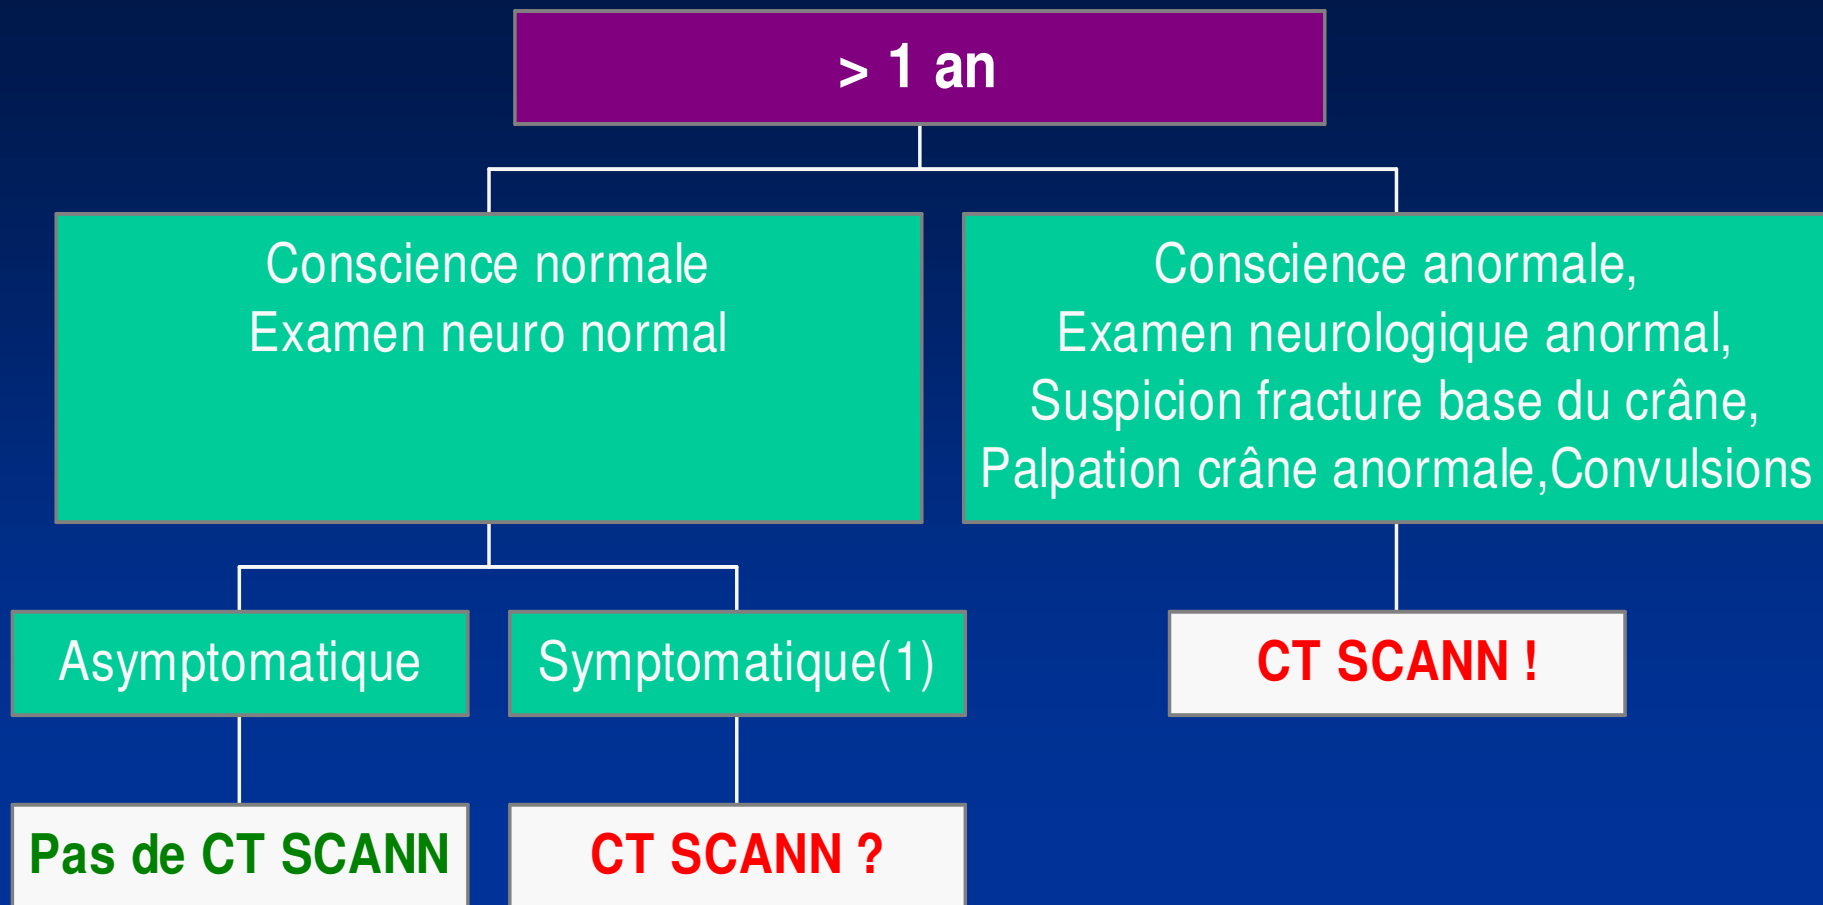 > 1 an
Conscience normale
Examen neuro normal
Conscience anormale,
Examen neurologique anormal,
Suspicion fracture base du crâne,
Palpation crâne anormale,Convulsions
Asymptomatique
Symptomatique(1)
CT SCANN !
Pas de CT SCANN
CT SCANN ?